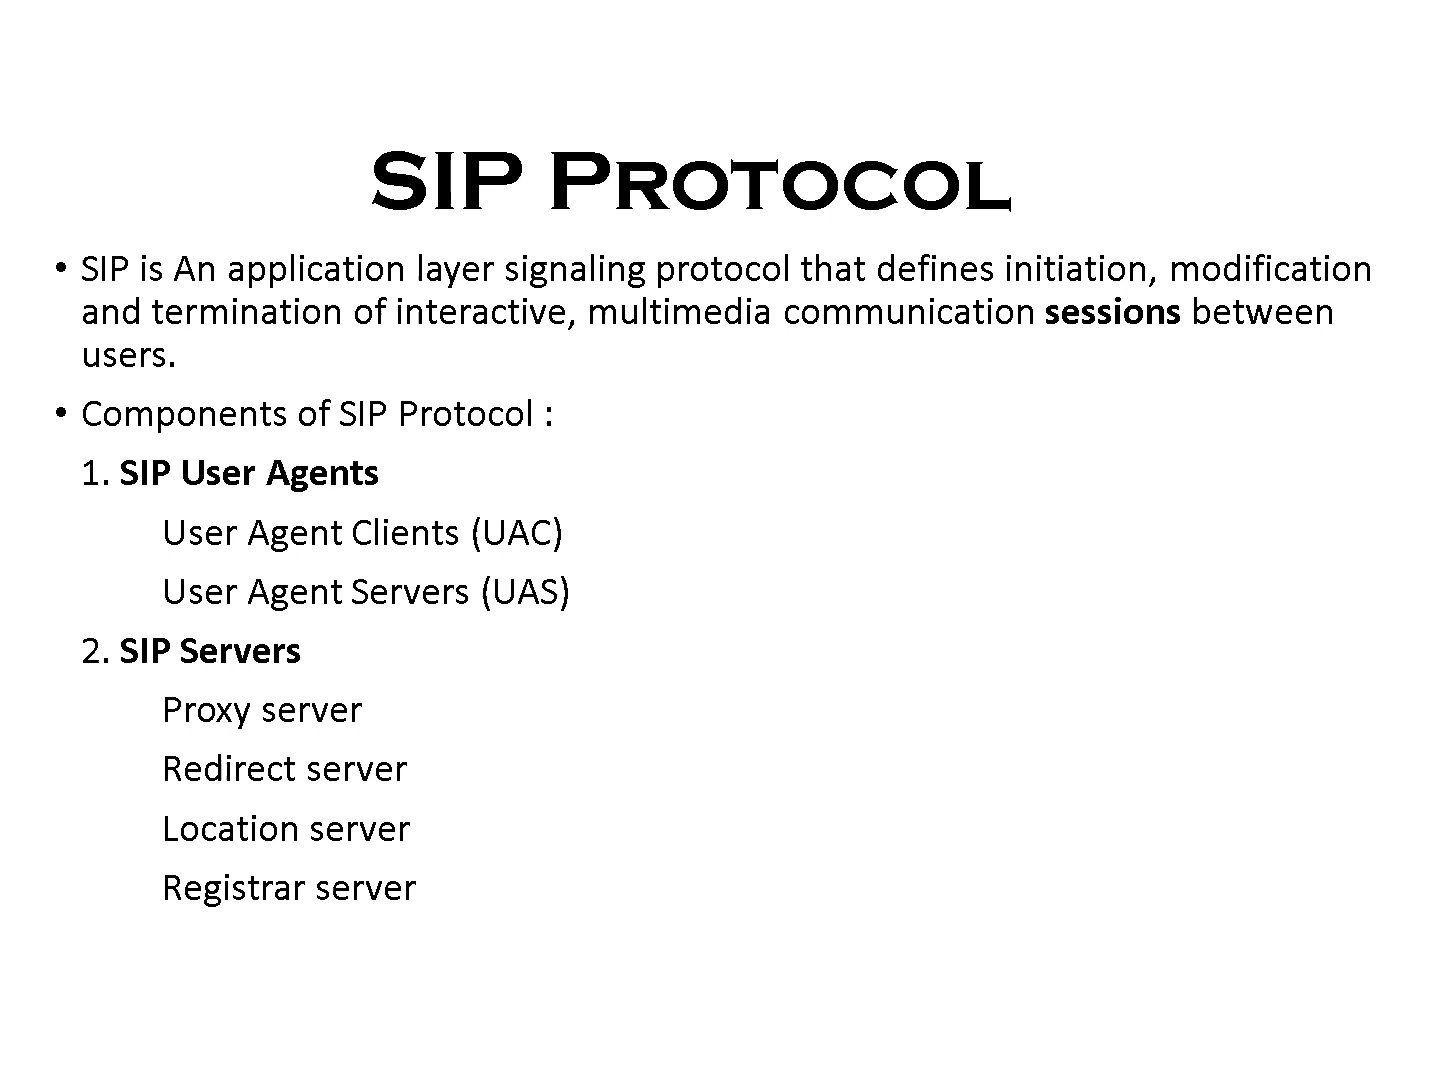 SIP PROTOCOL
• SIP is An application layer signaling protocol that defines initiation, modification
and termination of interactive, multimedia communication sessions between
users.
• Components of SIP Protocol :
1. SIP User Agents
User Agent Clients (UAC)
User Agent Servers (UAS)
2. SIP Servers
Proxy server
Redirect server
Location server
Registrar server